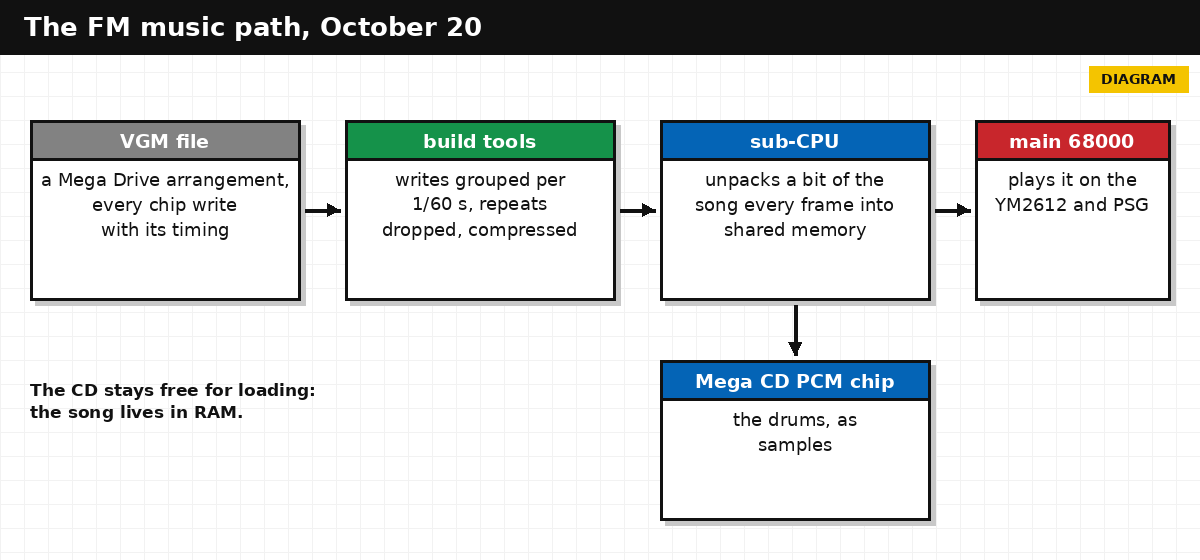 The FM music path, October 20
DIAGRAM
VGM file
a Mega Drive arrangement,
every chip write
with its timing
build tools
writes grouped per
1/60 s, repeats
dropped, compressed
sub-CPU
unpacks a bit of the
song every frame into
shared memory
main 68000
plays it on the
YM2612 and PSG
The CD stays free for loading:
the song lives in RAM.
Mega CD PCM chip
the drums, as
samples